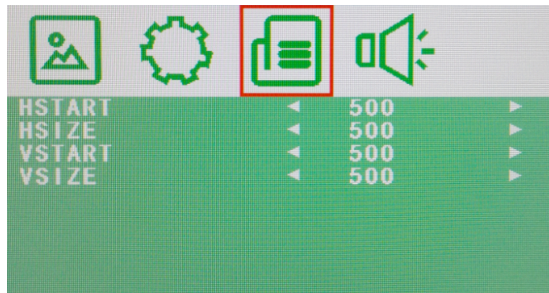 HSTART ◄ 500 ►
HSIZE ◄ 500 ►
VSTART ◄ 500 ►
VSIZE ◄ 500 ►